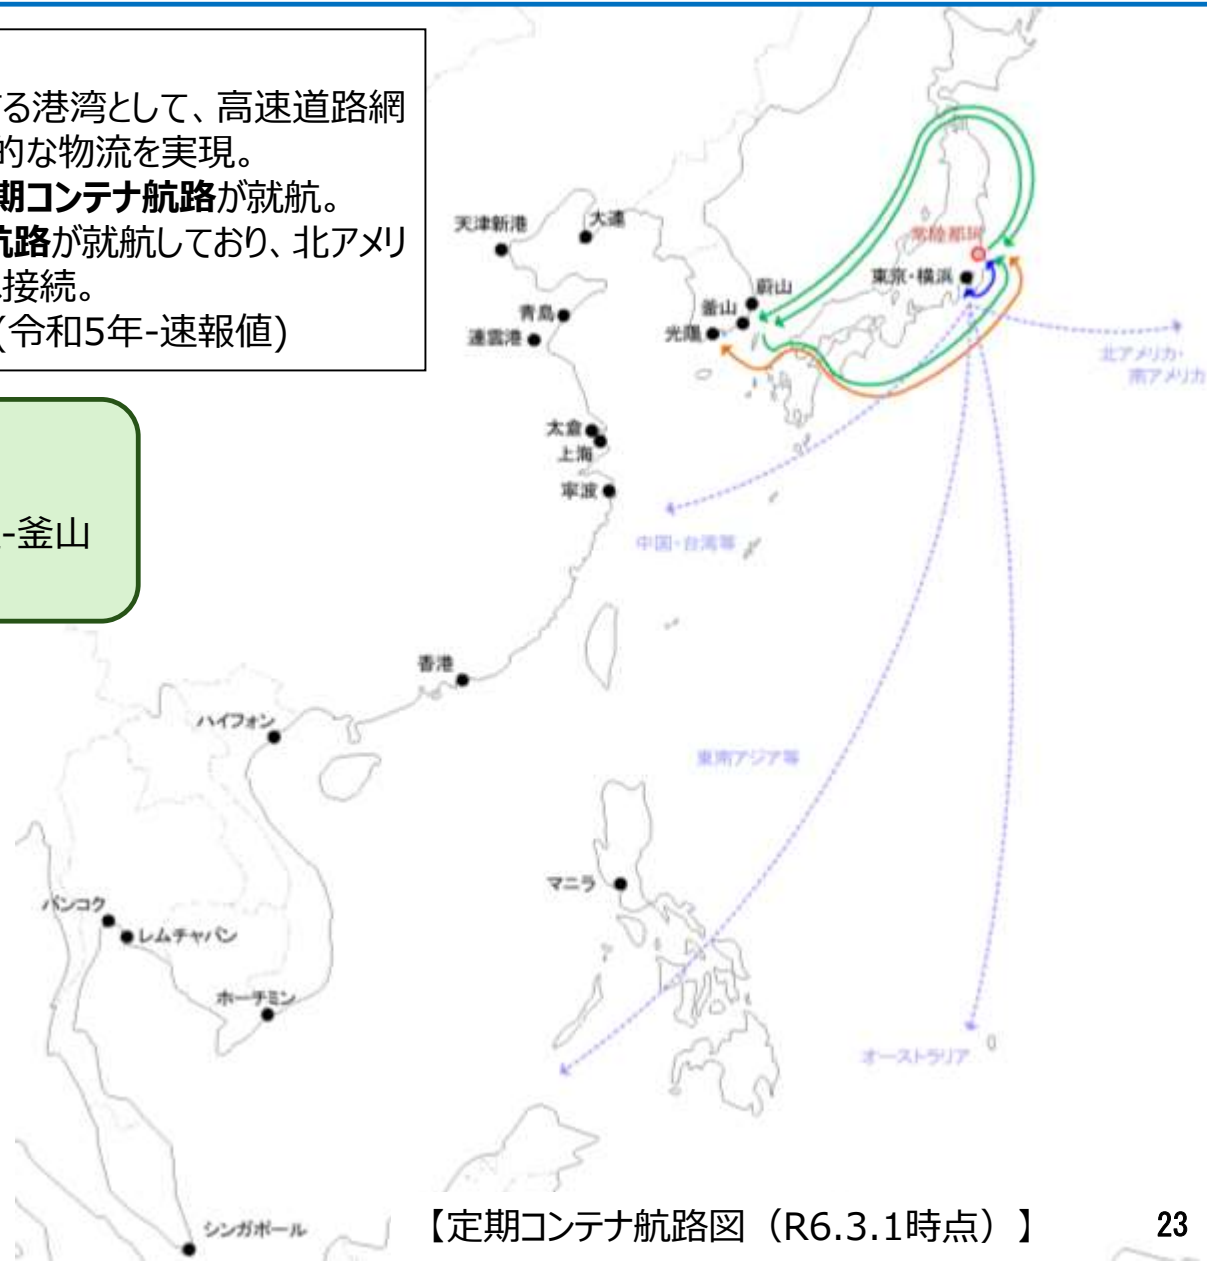 る港湾として、高速道路網
的な物流を実現。
期コンテナ航路が就航。
航路が就航しており、北アメリ
接続。
(令和5年-速報値)
-釜山
天津新港
大連
常陸那珂
東京・横浜
蔚山
釜山
光陽
青島
連雲港
北アメリカ・
南アメリカ
太倉
上海
寧波
中国・台湾等
香港
ハイフォン
東南アジア等
マニラ
バンコク
レムチャバン
ホーチミン
オーストラリア
シンガポール
【定期コンテナ航路図（R6.3.1時点）】
23